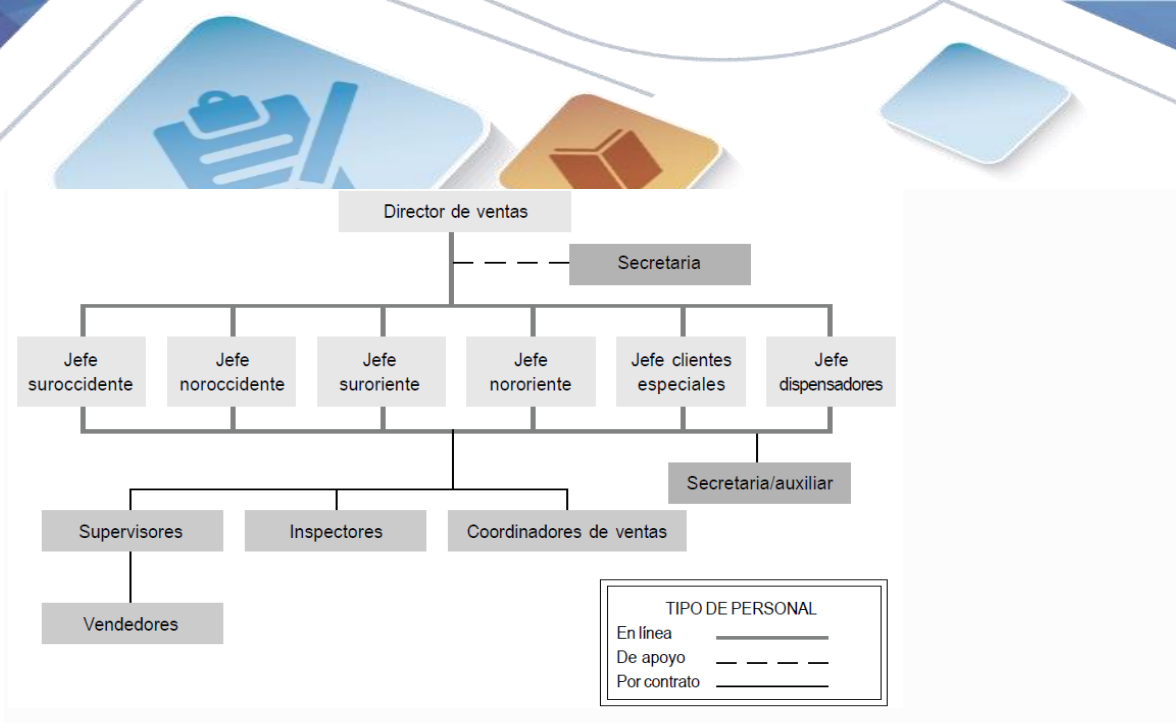 Director de ventas
Secretaria
Jefe
suroccidente
Jefe
noroccidente
Jefe
suroriente
Jefe
nororiente
Jefe clientes
especiales
Jefe
dispensadores
Secretaria/auxiliar
Supervisores
Inspectores
Coordinadores de ventas
Vendedores
TIPO DE PERSONAL
En línea
De apoyo
Por contrato